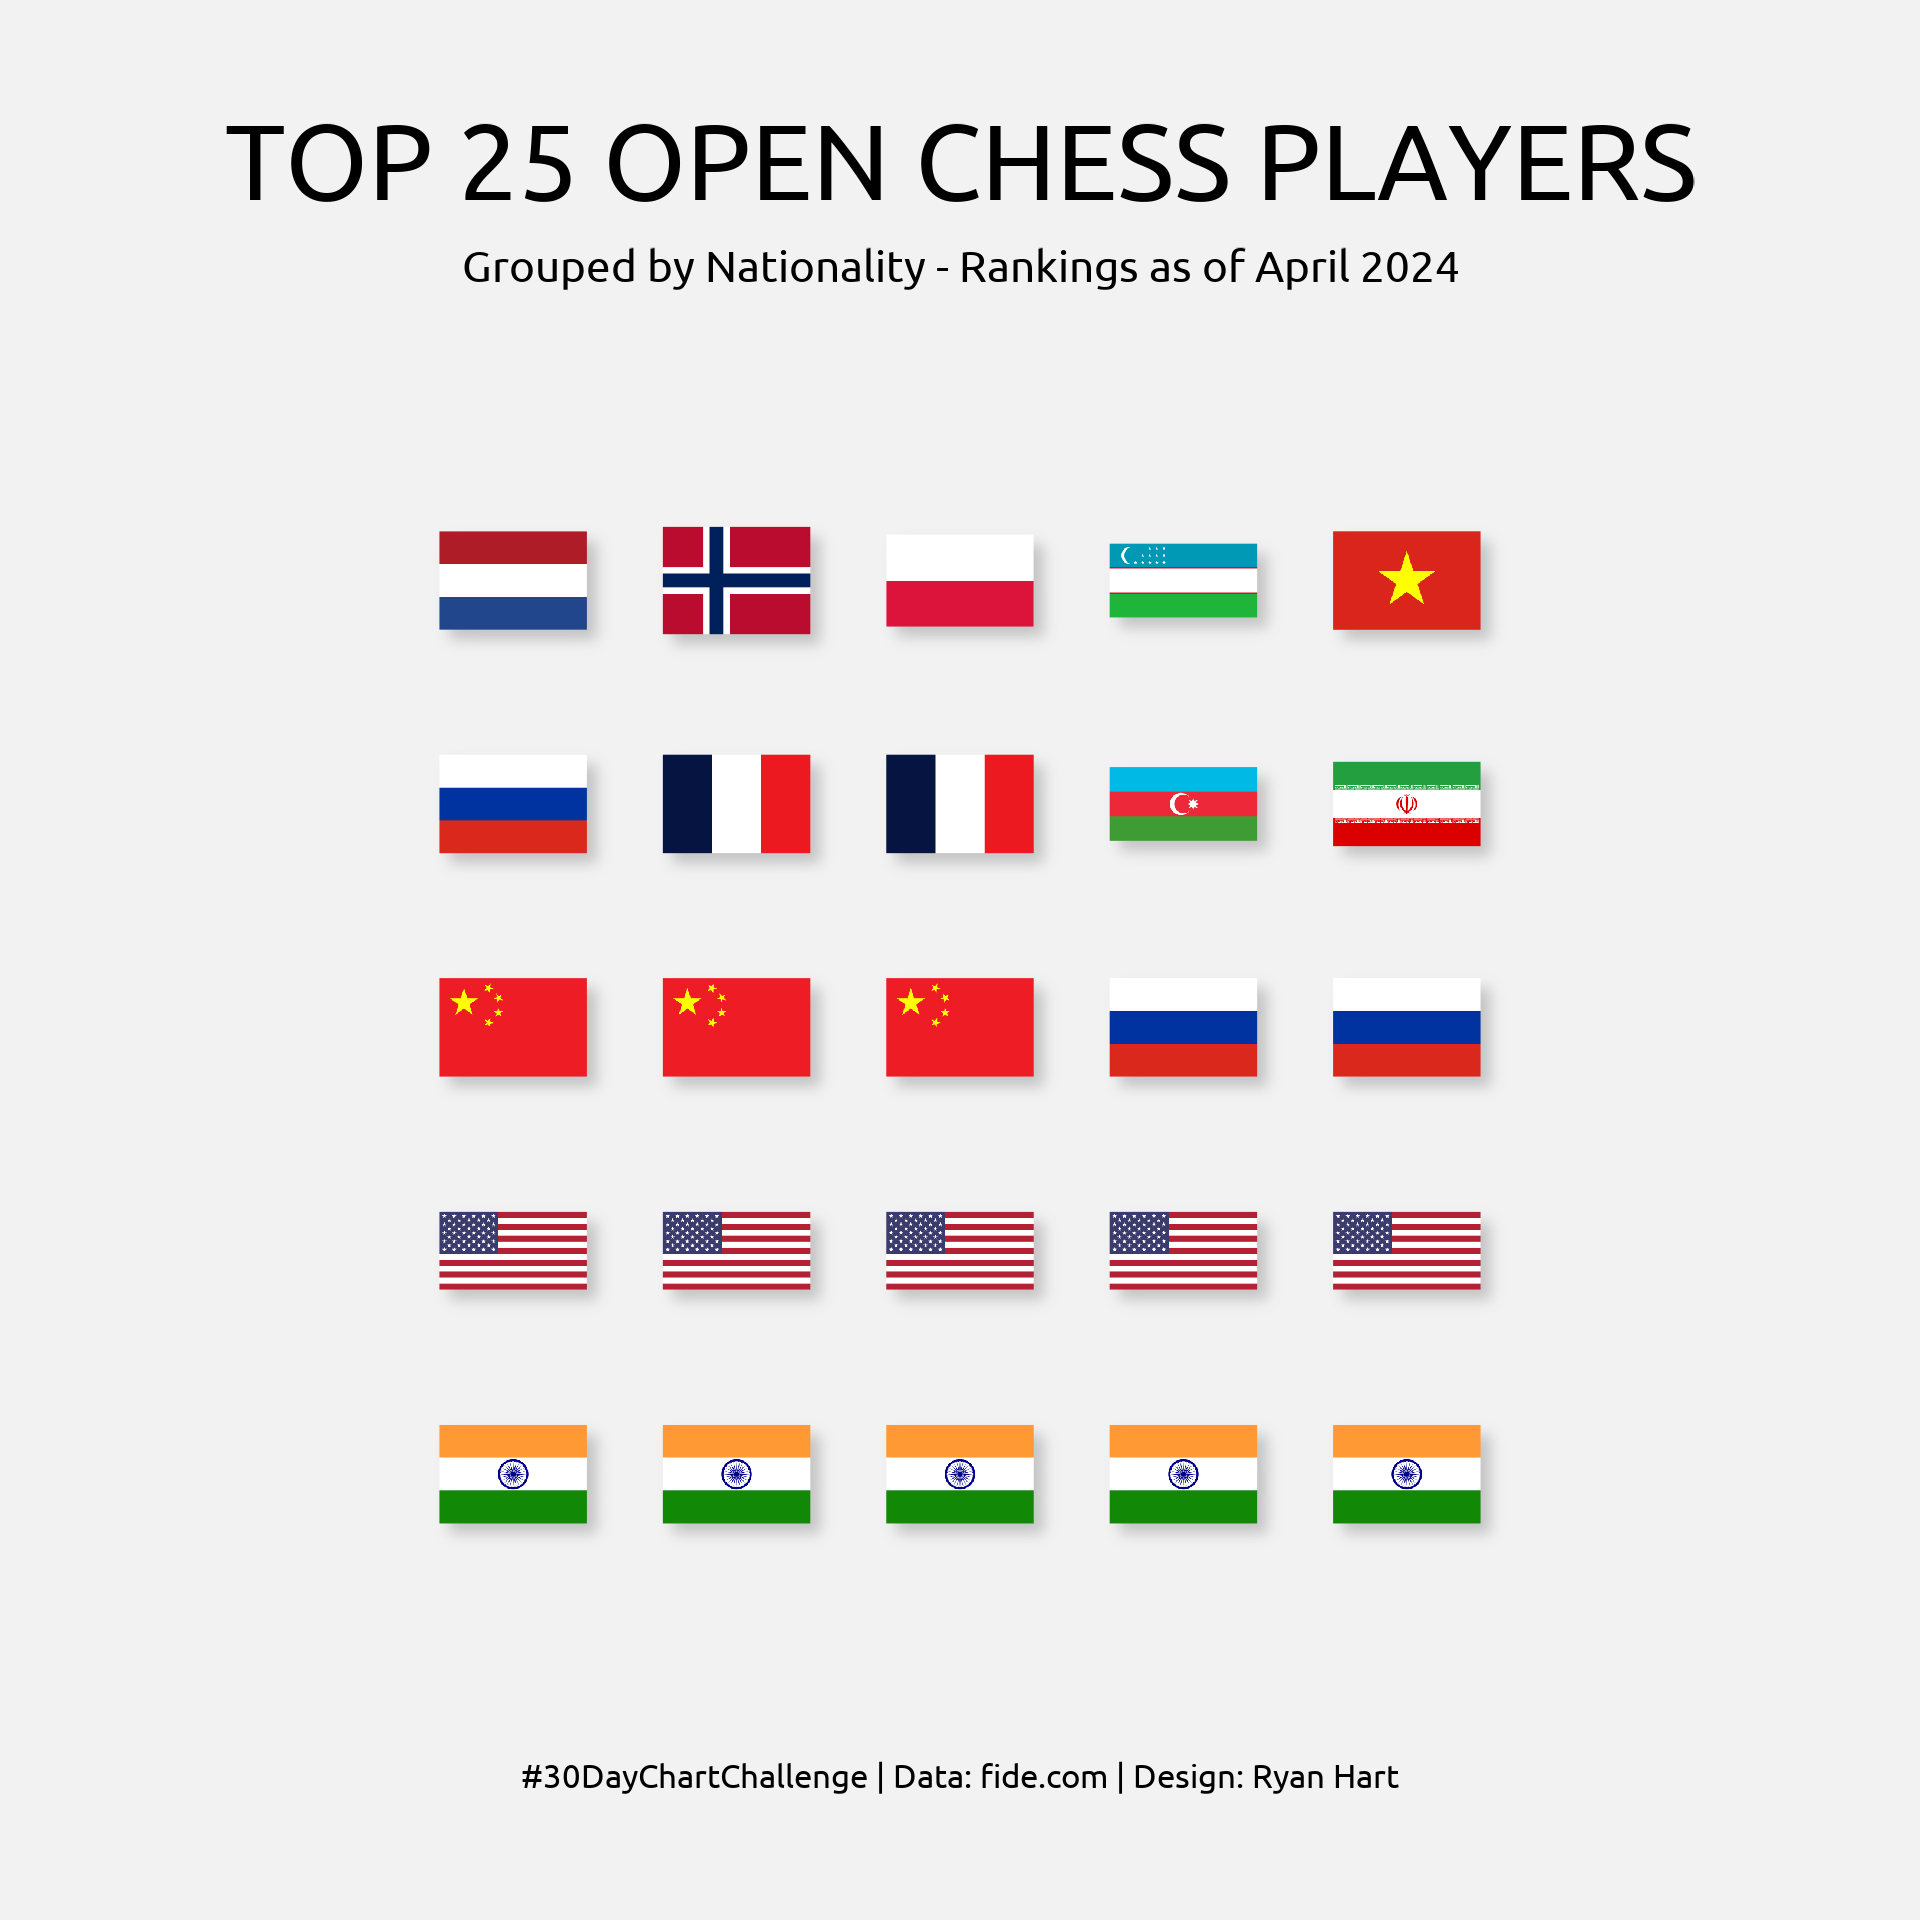 TOP 25 OPEN CHESS PLAYERS
Grouped by Nationality - Rankings as of April 2024
#30DayChartChallenge | Data: fide.com | Design: Ryan Hart